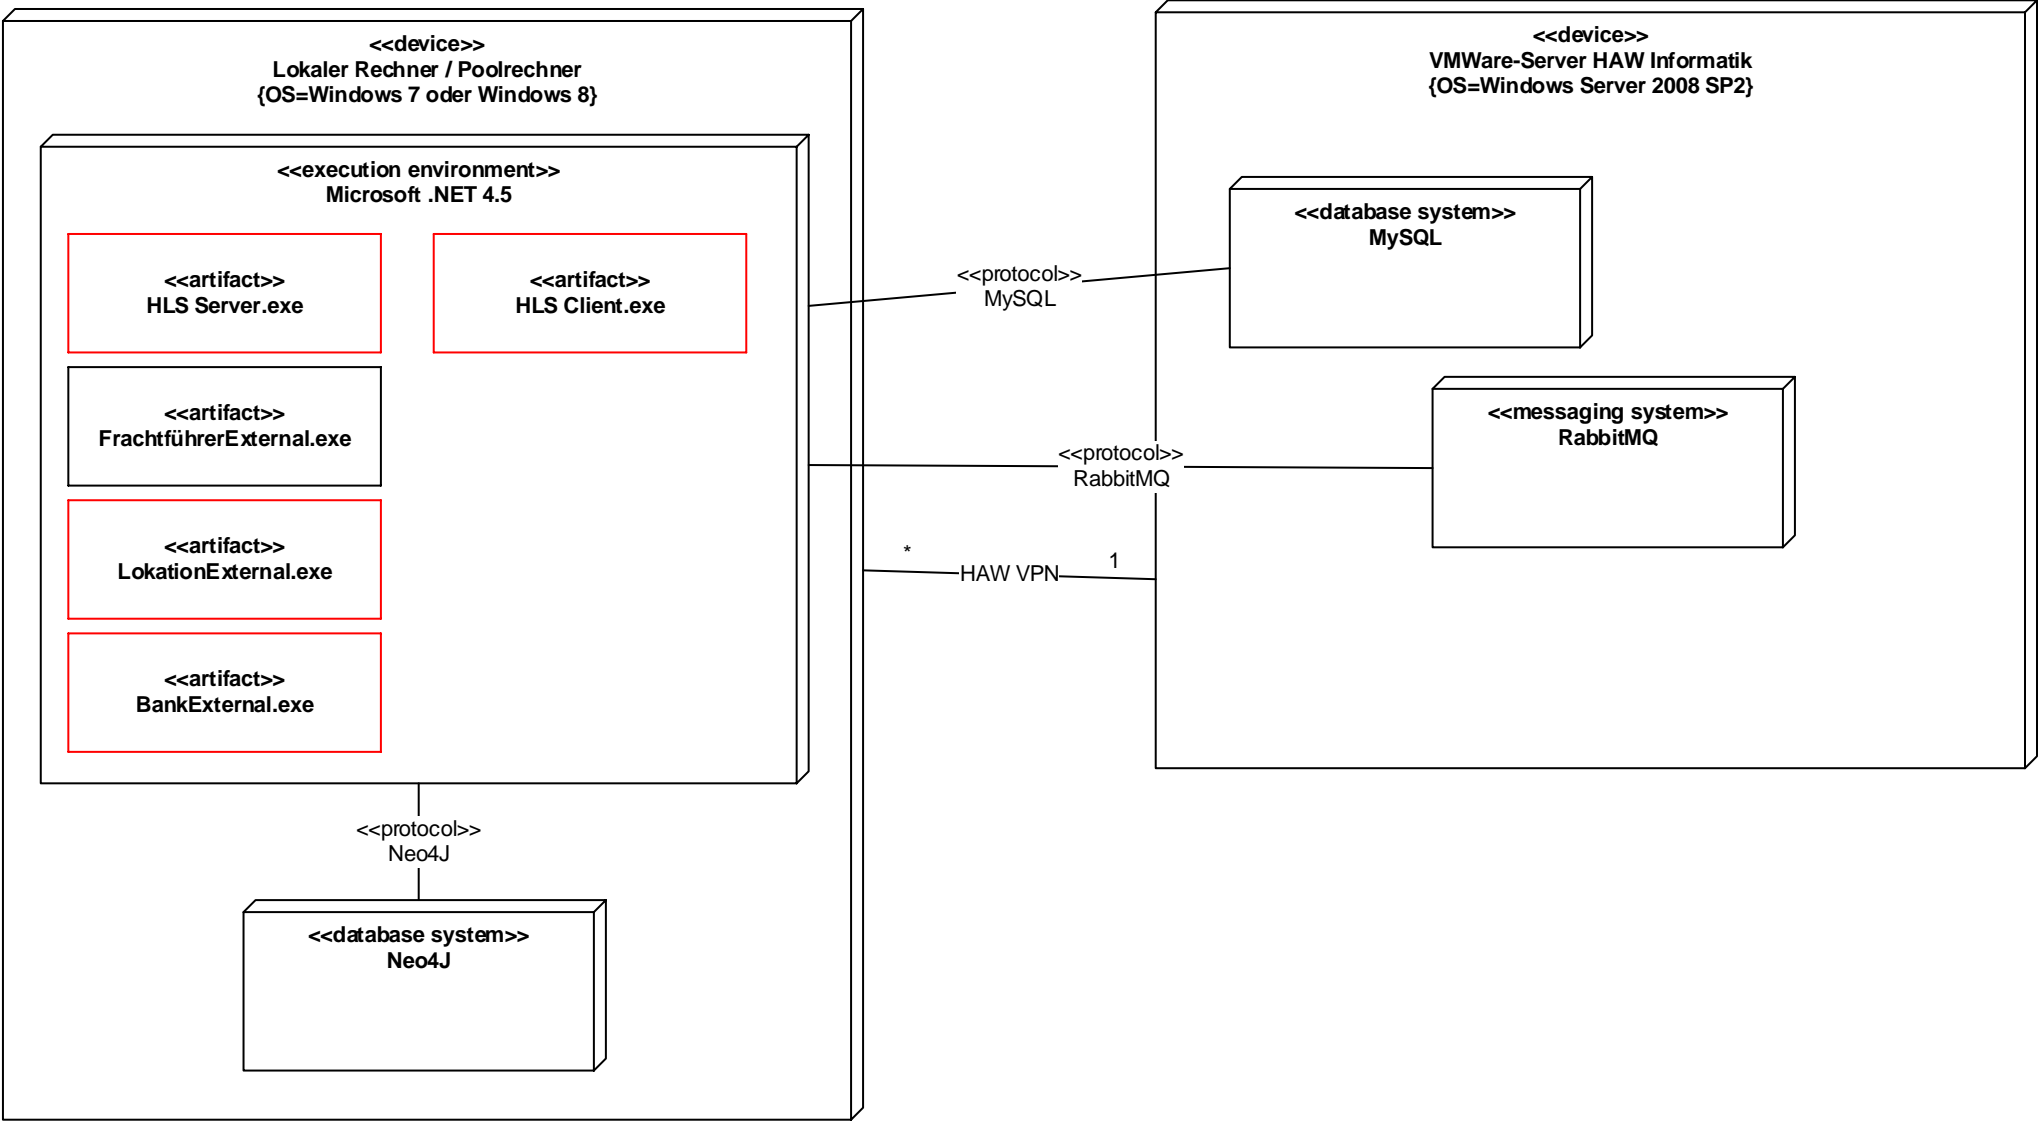 <<device>>
Lokaler Rechner / Poolrechner
{OS=Windows 7 oder Windows 8}
<<execution environment>>
Microsoft .NET 4.5
<<artifact>>
HLS Server.exe
<<artifact>>
HLS Client.exe
<<artifact>>
FrachtführerExternal.exe
<<artifact>>
LokationExternal.exe
<<artifact>>
BankExternal.exe
<<protocol>>
Neo4J
<<database system>>
Neo4J
<<protocol>>
MySQL
<<protocol>>
RabbitMQ
*
HAW VPN
1
<<device>>
VMWare-Server HAW Informatik
{OS=Windows Server 2008 SP2}
<<database system>>
MySQL
<<messaging system>>
RabbitMQ